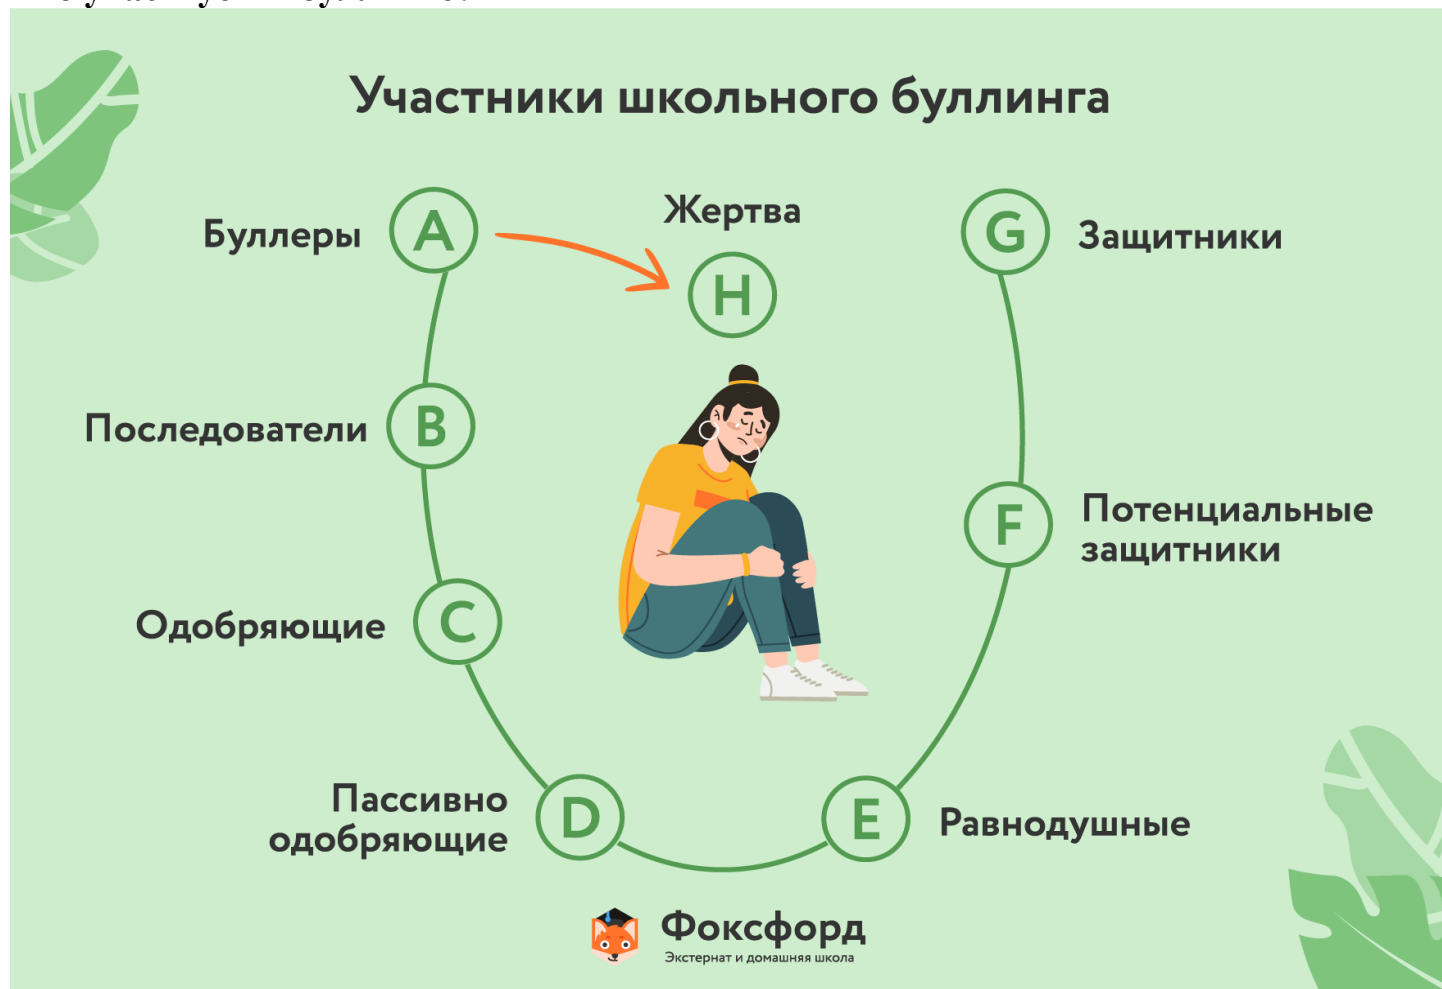 Участники школьного буллинга
Буллеры
A
Жертва
H
G
Защитники
Последователи
B
F
Потенциальные
защитники
Одобряющие
C
Пассивно
одобряющие
D
E
Равнодушные
Фоксфорд
Экстернат и домашняя школа